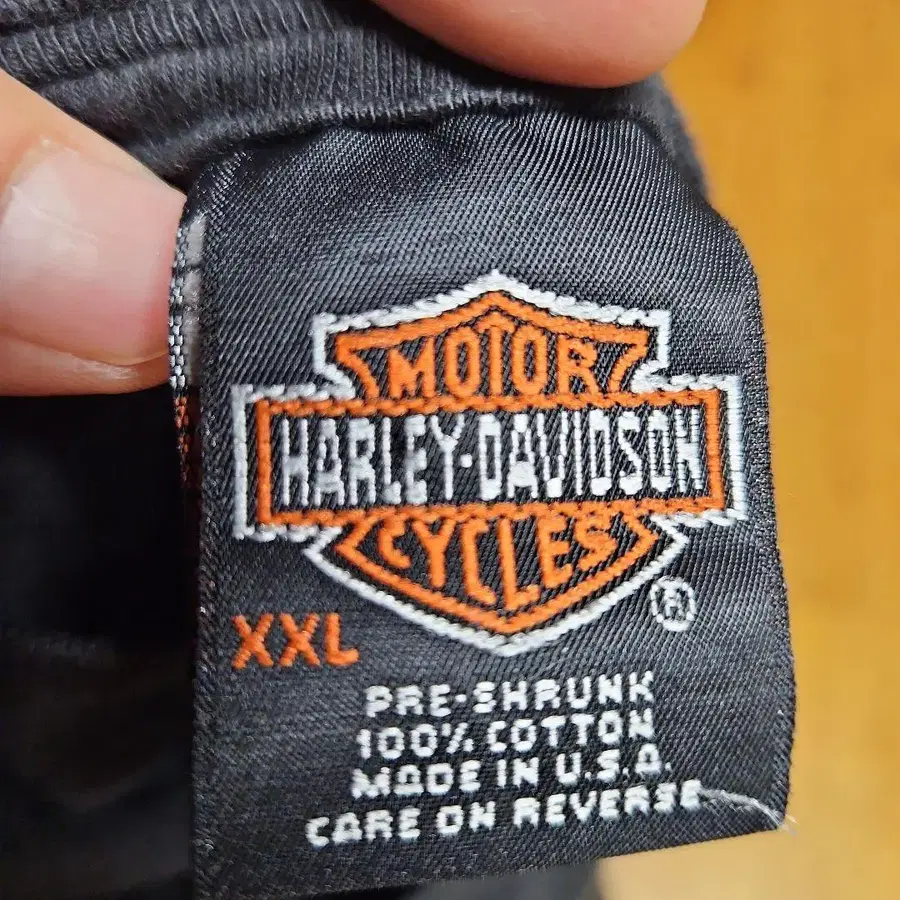 MOTOR
HARLEY-DAVIDSON
CYCLES
®
XXL
PRE-SHRUNK
100% COTTON
MADE IN U.S.A.
CARE ON REVERSE